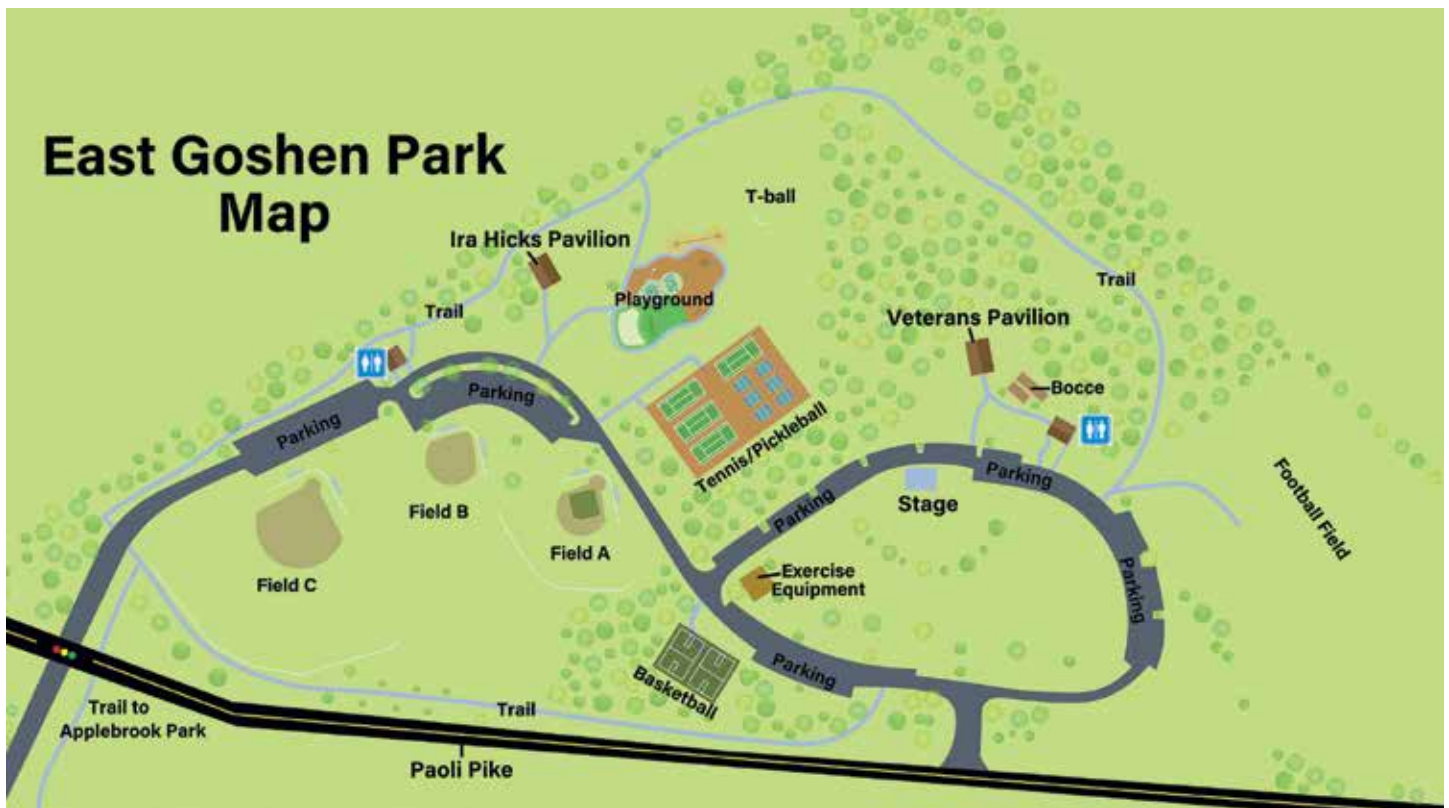 East Goshen Park
Map
T-ball
Ira Hicks Pavilion
Trail
Playground
Trail
Veterans Pavilion
Bocce
Parking
Parking
Tennis/Pickleball
Parking
Parking
Stage
Football Field
Field B
Field A
Field C
Exercise
Equipment
Parking
Basketball
Parking
Trail to
Applebrook Park
Trail
Paoli Pike